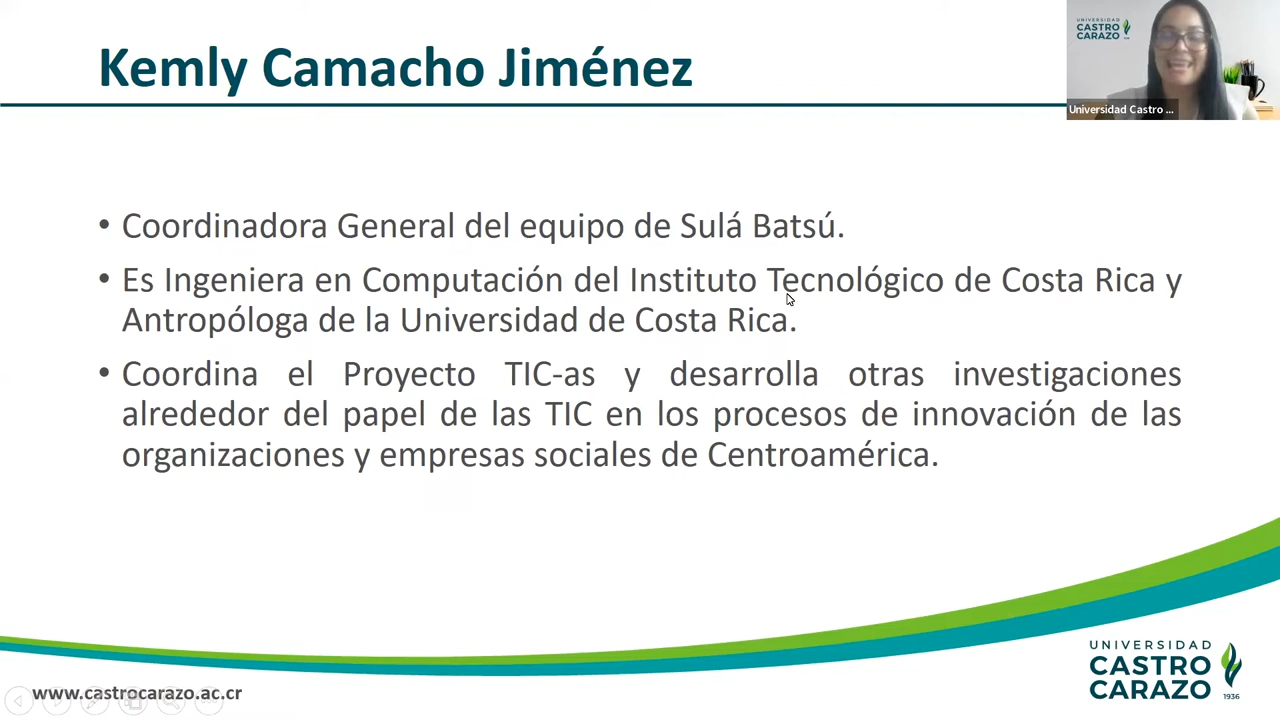 Kemly Camacho Jiménez
UNIVERSIDAD
CASTRO
CARAZO
Universidad Castro ...
• Coordinadora General del equipo de Sulá Batsú.
• Es Ingeniera en Computación del Instituto Tecnológico de Costa Rica y
Antropóloga de la Universidad de Costa Rica.
• Coordina el Proyecto TIC-as y desarrolla otras investigaciones
alrededor del papel de las TIC en los procesos de innovación de las
organizaciones y empresas sociales de Centroamérica.
www.castrocarazo.ac.cr
UNIVERSIDAD
CASTRO
CARAZO
1936